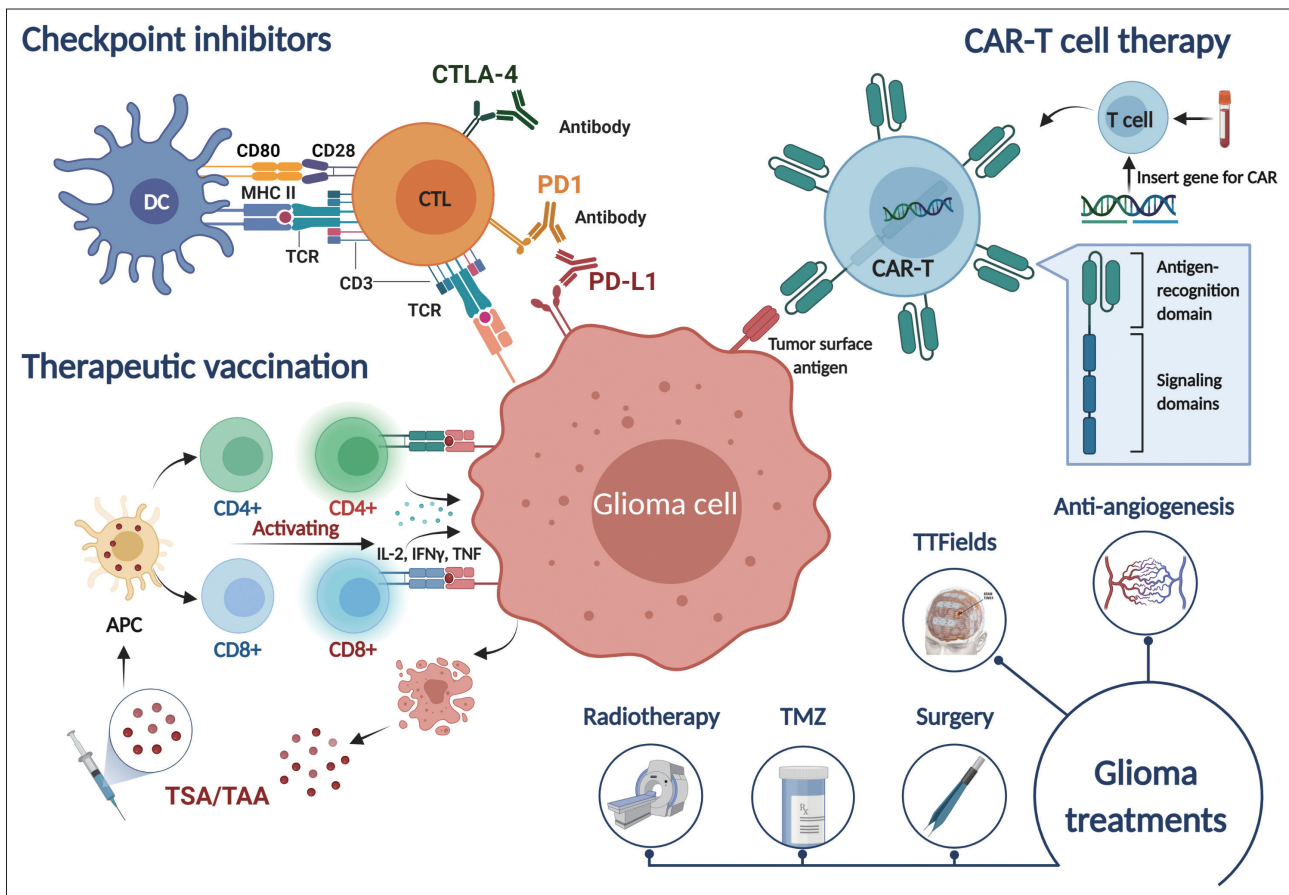 Checkpoint inhibitors
CTLA-4
Antibody
CD80
CD28
MHC II
DC
CTL
TCR
CD3
TCR
PD1
Antibody
PD-L1
CAR-T cell therapy
T cell
Insert gene for CAR
CAR-T
Tumor surface
antigen
Antigen-
recognition
domain
Signaling
domains
Therapeutic vaccination
CD4+
CD4+
Activating
IL-2, IFNγ, TNF
APC
CD8+
CD8+
TSA/TAA
Glioma cell
Anti-angiogenesis
TTFields
BRAIN
TUMOR
Radiotherapy
TMZ
Rx
Surgery
Glioma
treatments